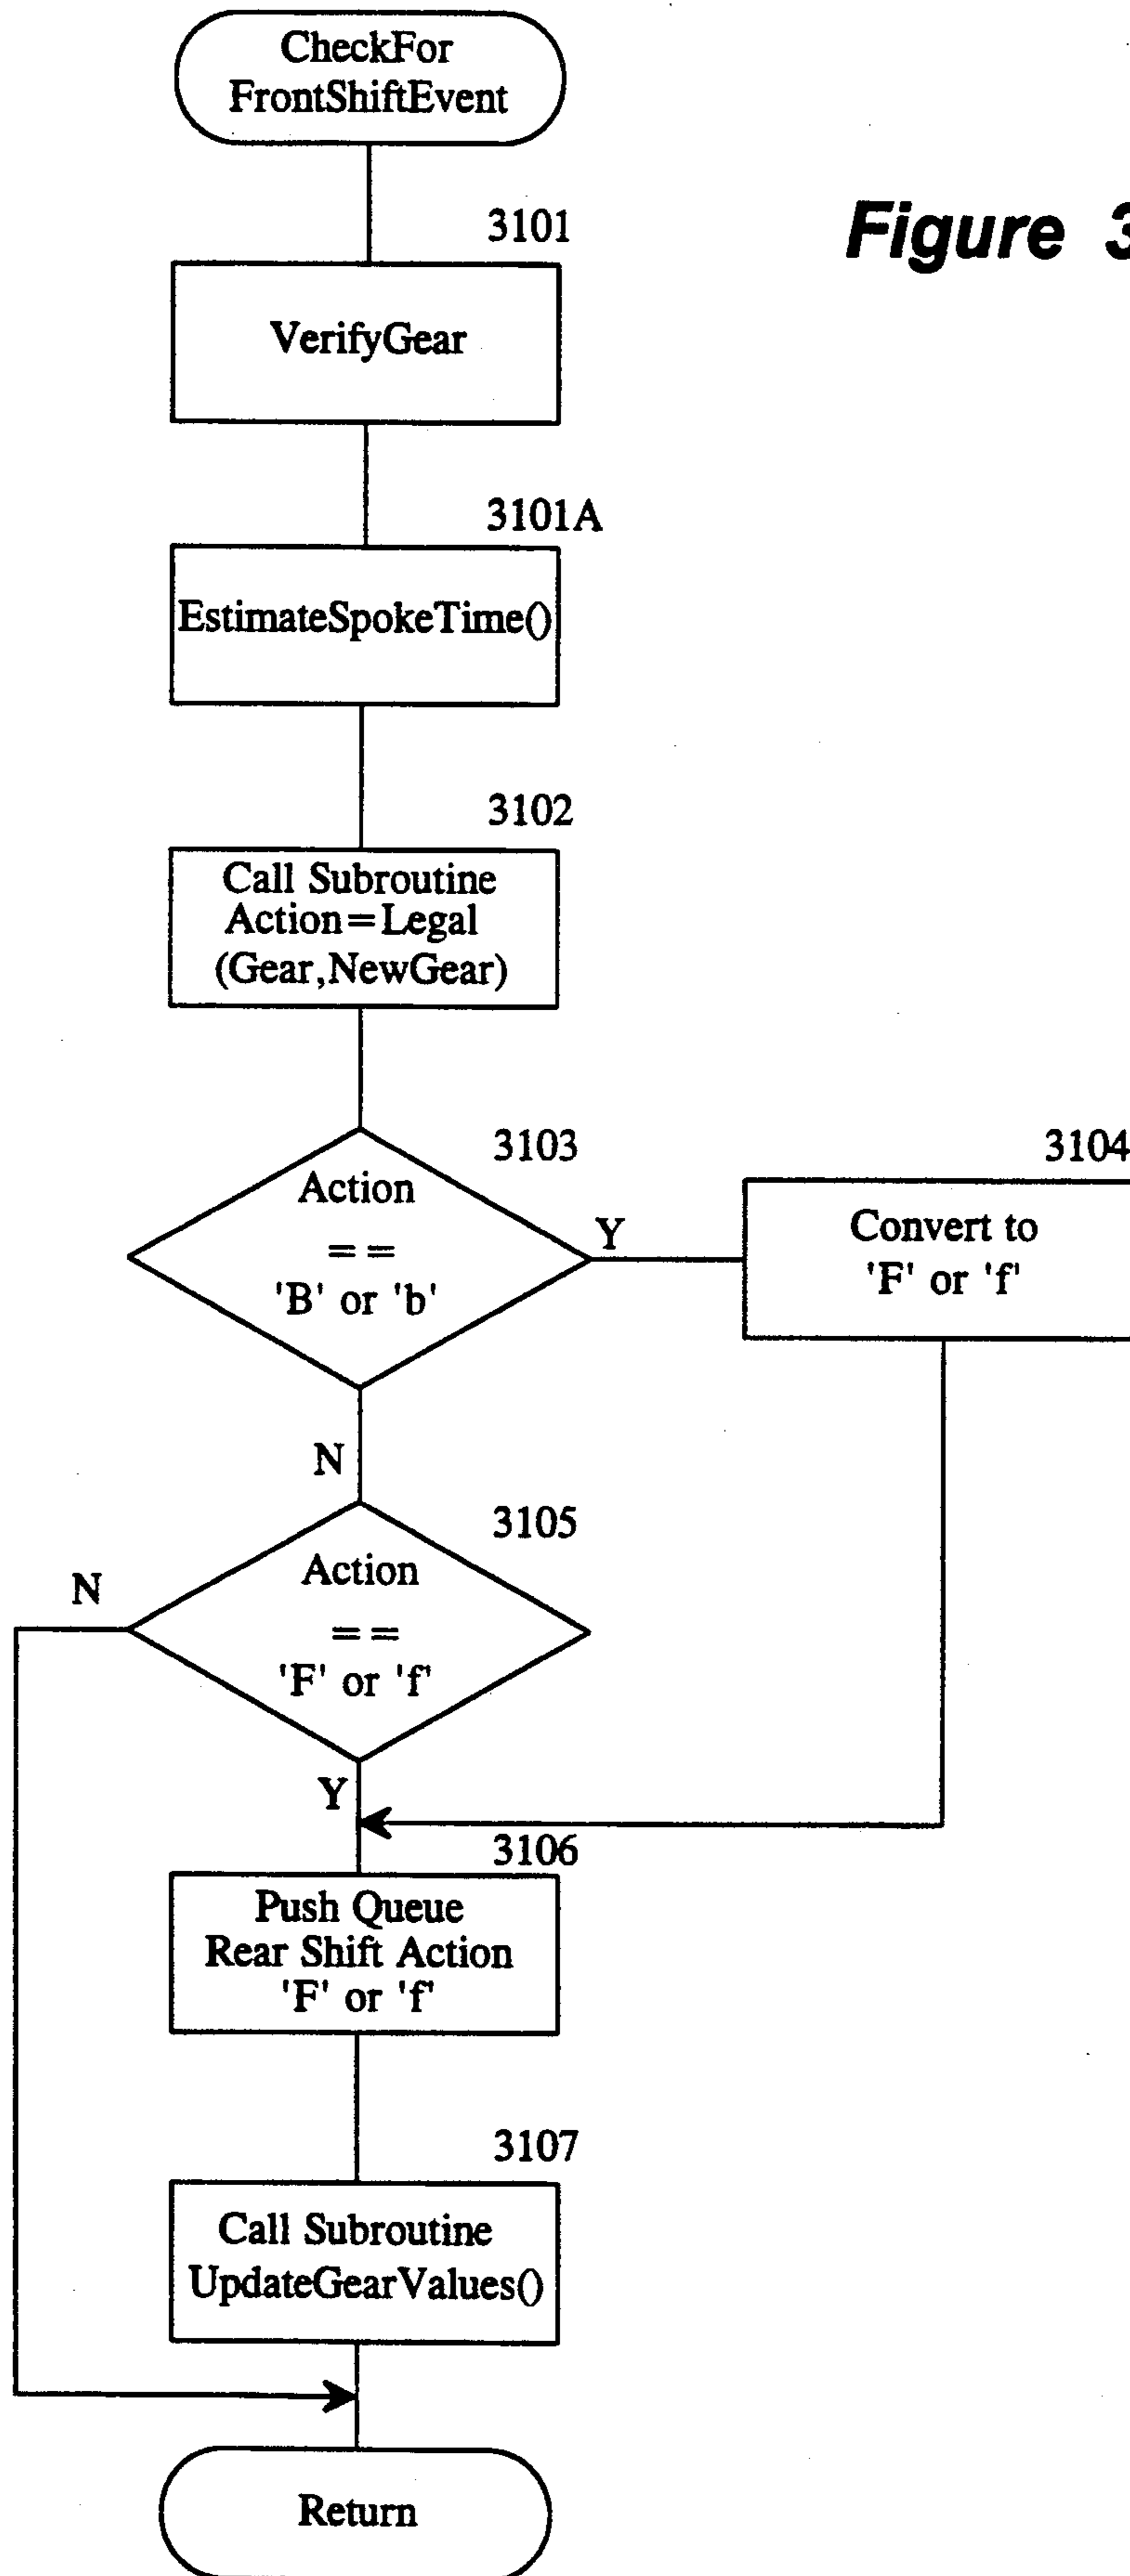 CheckFor
FrontShiftEvent
Figure 3
3101
VerifyGear
3101A
EstimateSpokeTime()
3102
Call Subroutine
Action=Legal
(Gear,NewGear)
3103
Action
==
'B' or 'b'
Y
3104
Convert to
'F' or 'f'
N
3105
Action
==
'F' or 'f'
N
Y
3106
Push Queue
Rear Shift Action
'F' or 'f'
3107
Call Subroutine
UpdateGearValues()
Return